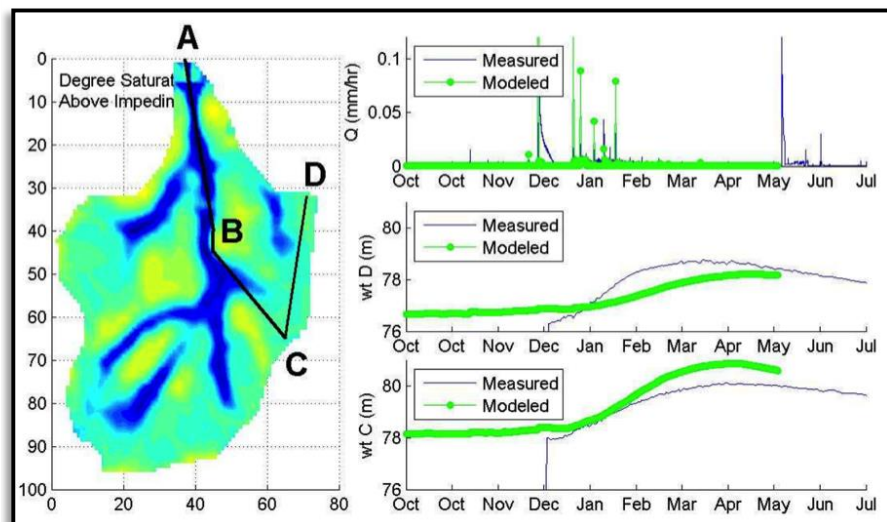 A
Degree Saturat
Above Impedin
D
B
C
0
10
20
30
40
50
60
70
80
90
100
0 20 40 60 80
Q (mm/hr)
0.1
0.05
0
Measured
Modeled
Oct Oct Nov Dec Jan Feb Mar Apr May Jun Jul
wt D (m)
80
78
76
Measured
Modeled
Oct Oct Nov Dec Jan Feb Mar Apr May Jun Jul
wt C (m)
80
78
76
Measured
Modeled
Oct Oct Nov Dec Jan Feb Mar Apr May Jun Jul